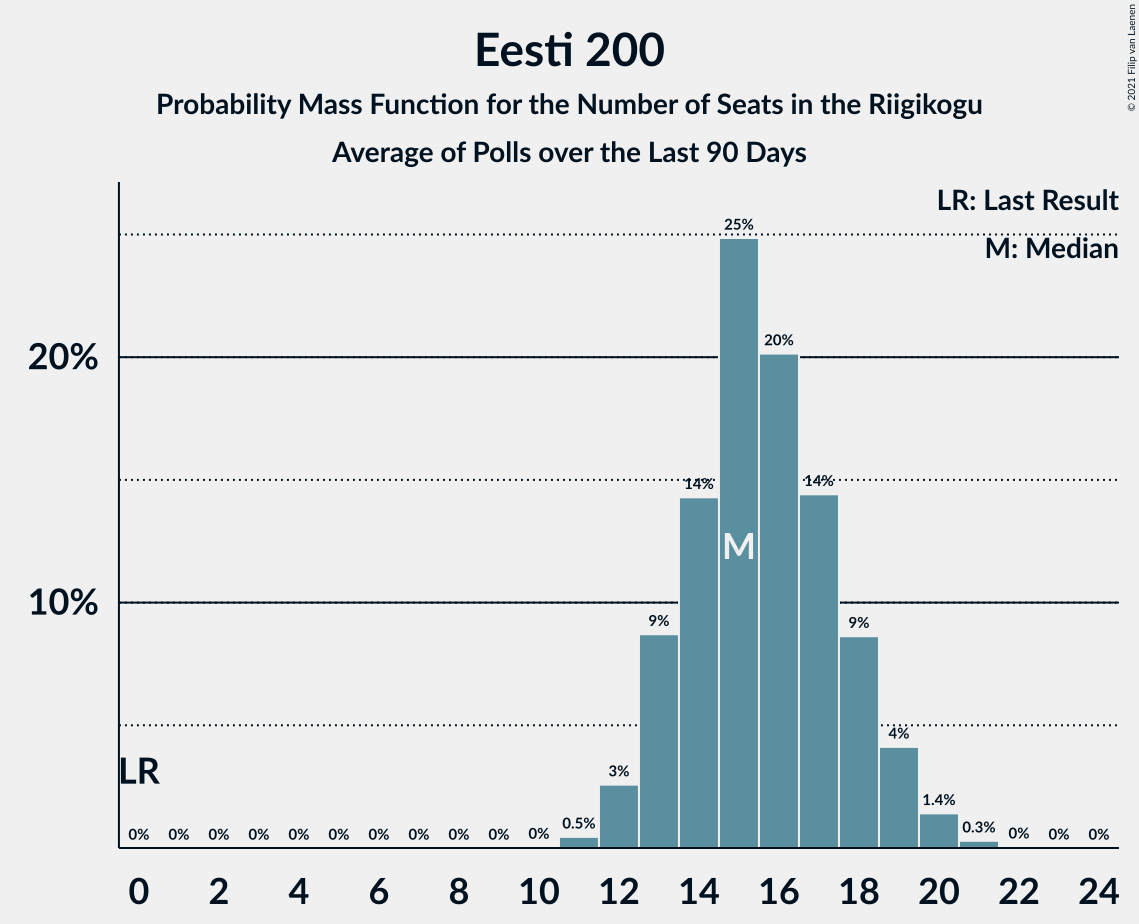 Eesti 200
Probability Mass Function for the Number of Seats in the Riigikogu
Average of Polls over the Last 90 Days
© 2021 Filip van Laenen
LR: Last Result
M: Median
20%
10%
LR
M
0% 0% 0% 0% 0% 0% 0% 0% 0% 0% 0% 0.5% 3% 9% 14% 25% 20% 14% 9% 4% 1.4% 0.3% 0% 0% 0%
0 2 4 6 8 10 12 14 16 18 20 22 24